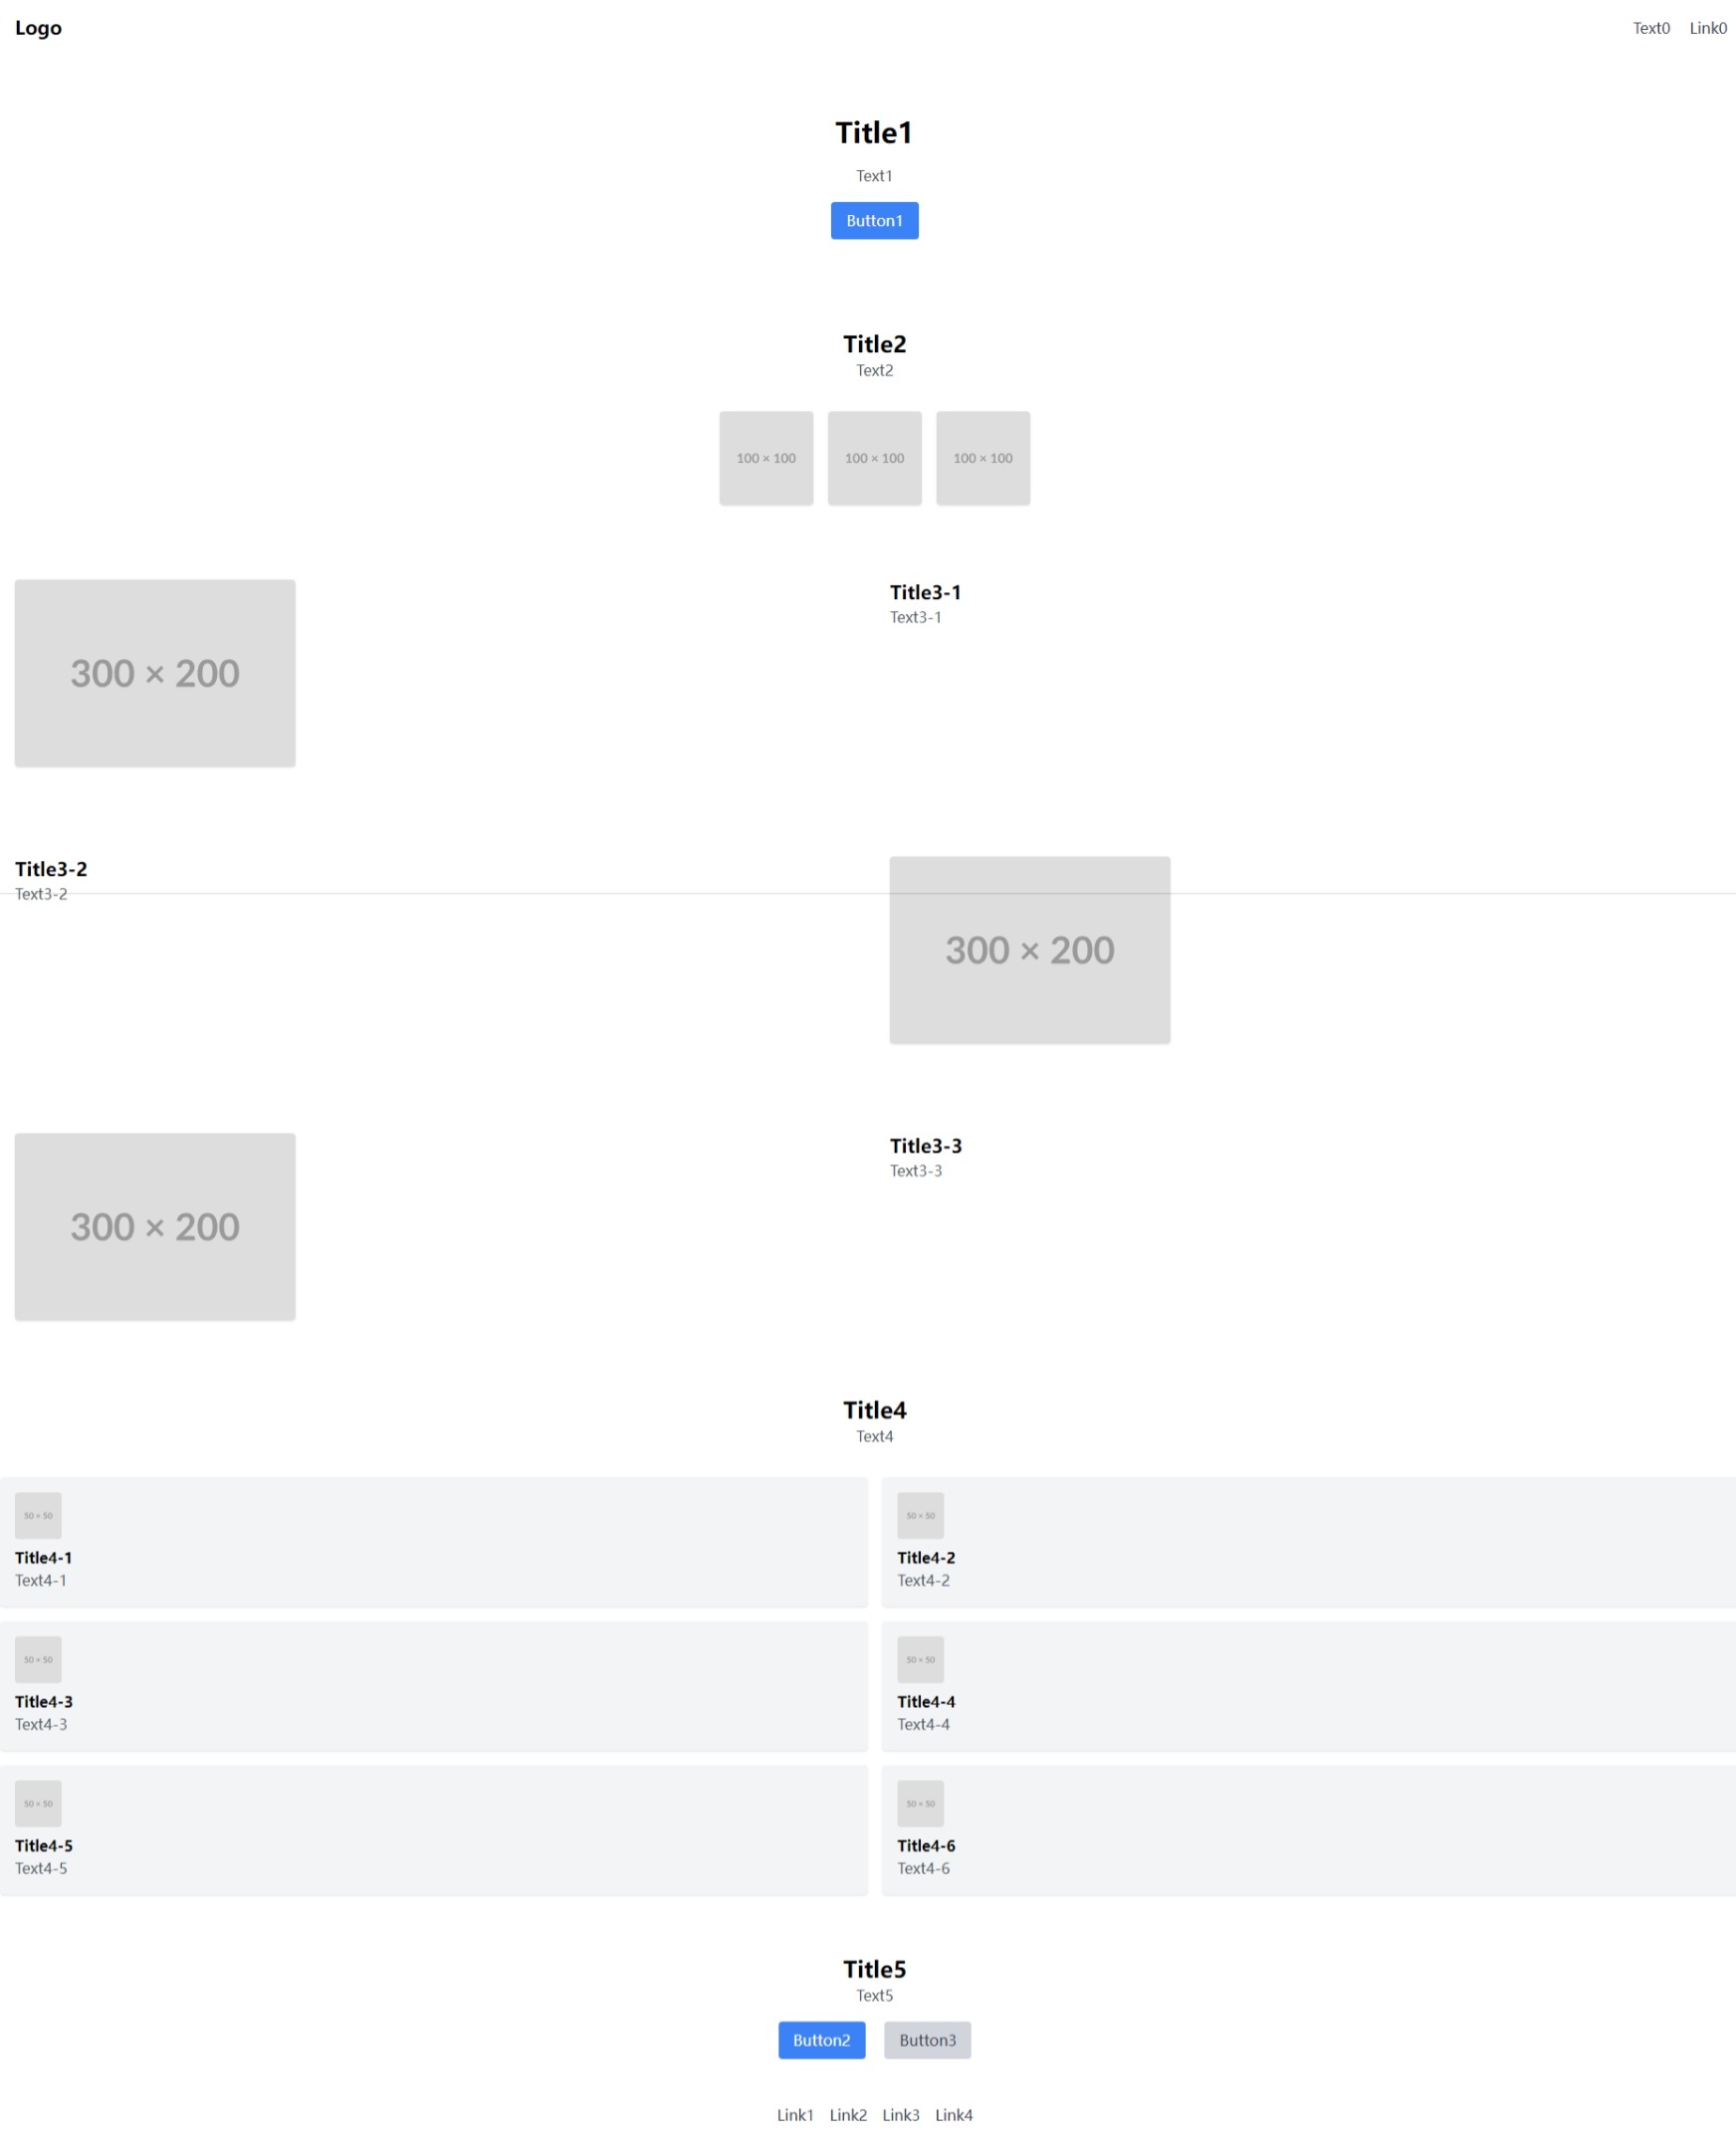 Logo
Text0 Link0
Title1
Text1
Button1
Title2
Text2
100 × 100 100 × 100 100 × 100
300 × 200
Title3-1
Text3-1
Title3-2
Text3-2
300 × 200
300 × 200
Title3-3
Text3-3
Title4
Text4
50 × 50
Title4-1
Text4-1
50 × 50
Title4-2
Text4-2
50 × 50
Title4-3
Text4-3
50 × 50
Title4-4
Text4-4
50 × 50
Title4-5
Text4-5
50 × 50
Title4-6
Text4-6
Title5
Text5
Button2 Button3
Link1 Link2 Link3 Link4